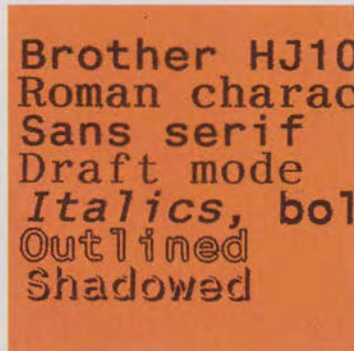 Brother HJ10
Roman charac
Sans serif
Draft mode
Italics, bol
Outlined
Shadowed